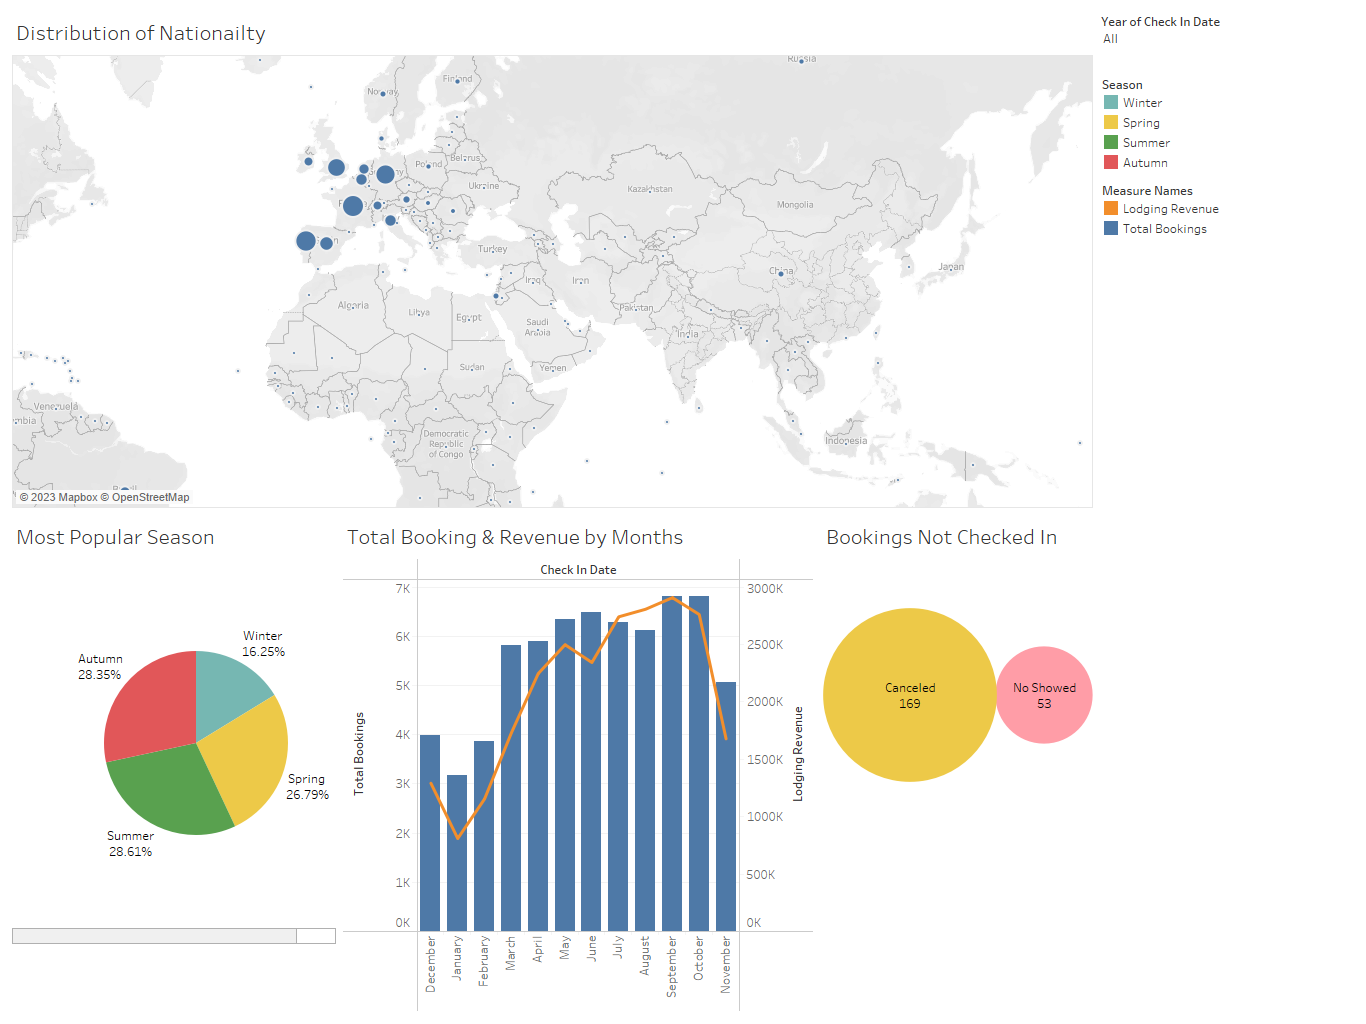 Distribution of Nationailty
Year of Check In Date
All
Season
Winter
Spring
Summer
Autumn
Measure Names
Lodging Revenue
Total Bookings
Russia
Finland
Norway
Poland
Belarus
Ukraine
Kazakhstan
Mongolia
Turkey
China
Japan
Iraq
Iran
Algeria
Libya
Egypt
Pakistan
Saudi
Arabia
India
Sudan
Yemen
Venezuela
Democratic
Republic
of Congo
Indonesia
Brazil
© 2023 Mapbox © OpenStreetMap
Most Popular Season
Winter
16.25%
Autumn
28.35%
Spring
26.79%
Summer
28.61%
Total Booking & Revenue by Months
Check In Date
7K
6K
5K
4K
3K
2K
1K
0K
Total Bookings
3000K
2500K
2000K
1500K
1000K
500K
0K
Lodging Revenue
December
January
February
March
April
May
June
July
August
September
October
November
Bookings Not Checked In
Canceled
169
No Showed
53